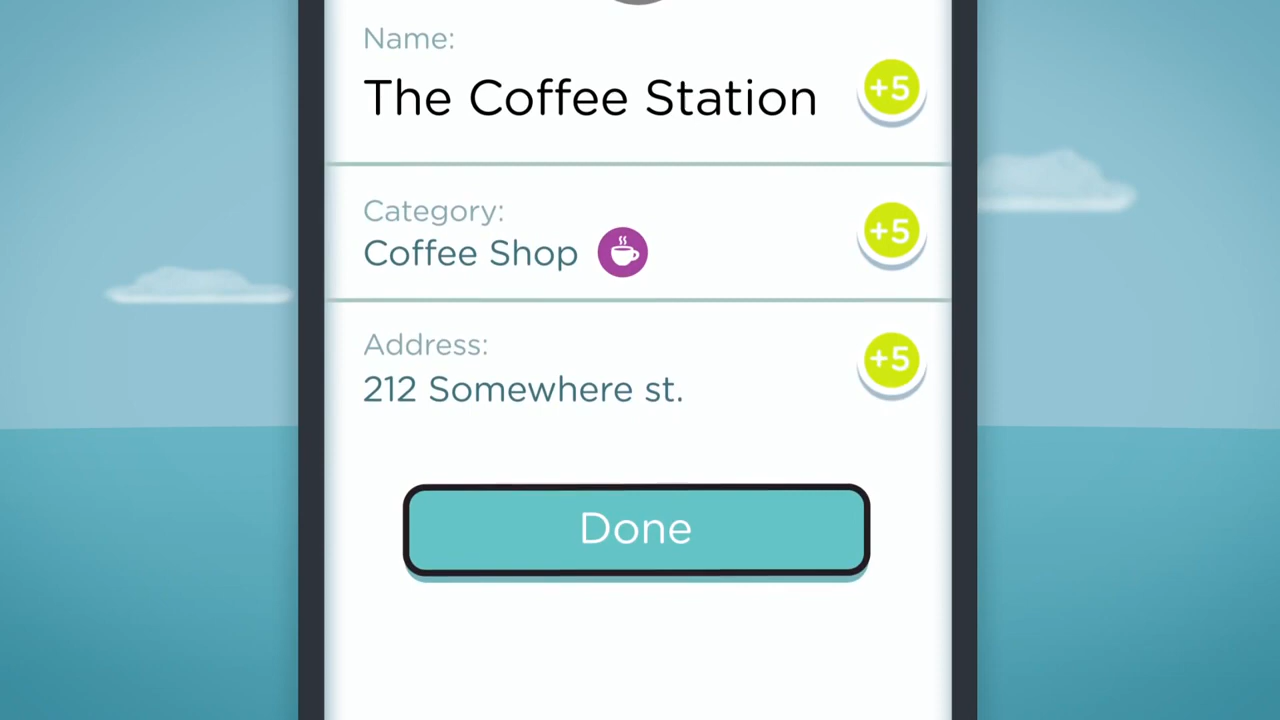 Name:
The Coffee Station
+5
Category:
Coffee Shop
+5
Address:
212 Somewhere st.
+5
Done